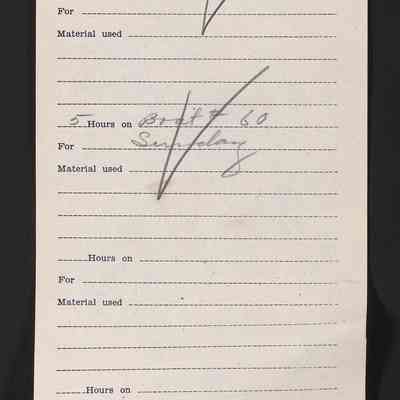 For
Material used
5 Hours on Boat # 60
For Sunday
Material used
Hours on
For
Material used
Hours on